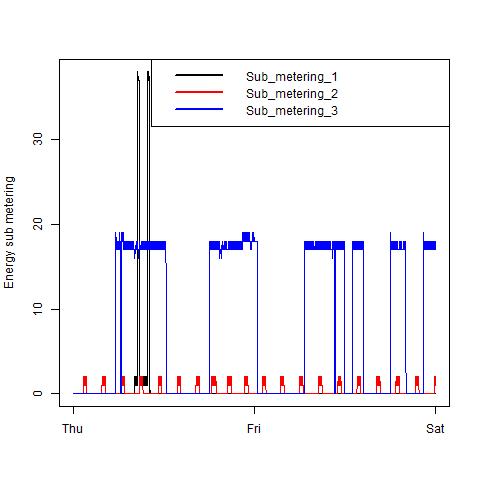 Sub_metering_1
Sub_metering_2
Sub_metering_3
Energy sub metering
30
20
10
0
Thu Fri Sat